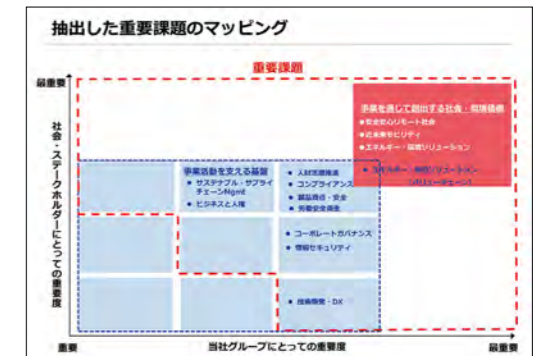 抽出した重要課題のマッピング
重要課題
最重要
社会・ステークホルダーにとっての重要度
事業を通じて創出する社会・環境価値
●安全安心リモート社会
●近未来モビリティ
●エネルギー・環境ソリューション
事業活動を支える基盤
● サステナブル・サプライ
チェーンMgmt
● ビジネスと人権
● 人財活躍推進
● コンプライアンス
● 製品責任・安全
● 労働安全衛生
● コーポレートガバナンス
● 情報セキュリティ
● 技術開発・DX
重要
当社グループにとっての重要度
最重要